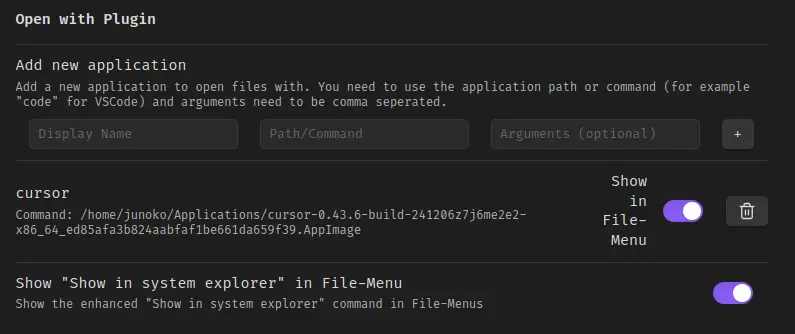 Open with Plugin
Add new application
Add a new application to open files with. You need to use the application path or command (for example
"code" for VSCode) and arguments need to be comma seperated.
Display Name Path/Command Arguments (optional) +
cursor
Command: /home/junoko/Applications/cursor-0.43.6-build-241206z7j6me2e2-
x86_64_ed85afa3b824aabfaf1be661da659f39.AppImage
Show
in
File-
Menu
Show "Show in system explorer" in File-Menu
Show the enhanced "Show in system explorer" command in File-Menus